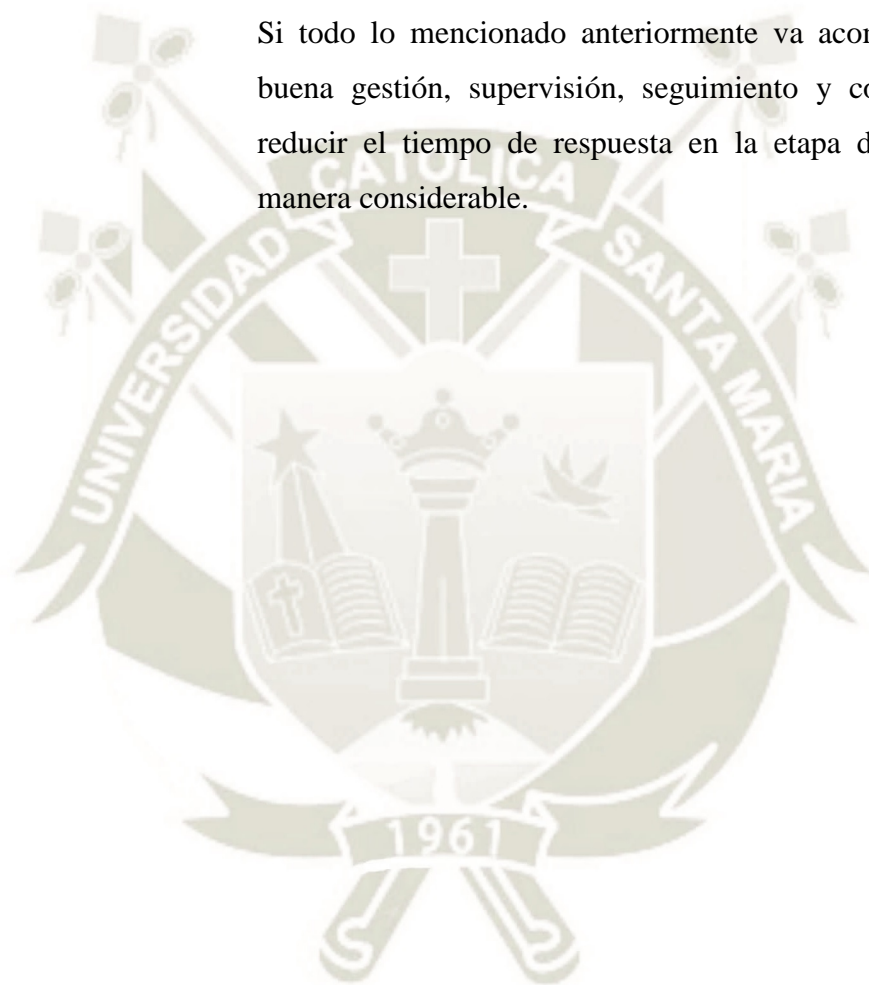 Si todo lo mencionado anteriormente va
buena gestión, supervisión, seguimiento y
reducir el tiempo de respuesta en la etapa
manera considerable.
UNIVERSIDAD CATOLICA SANTA MARIA
1961